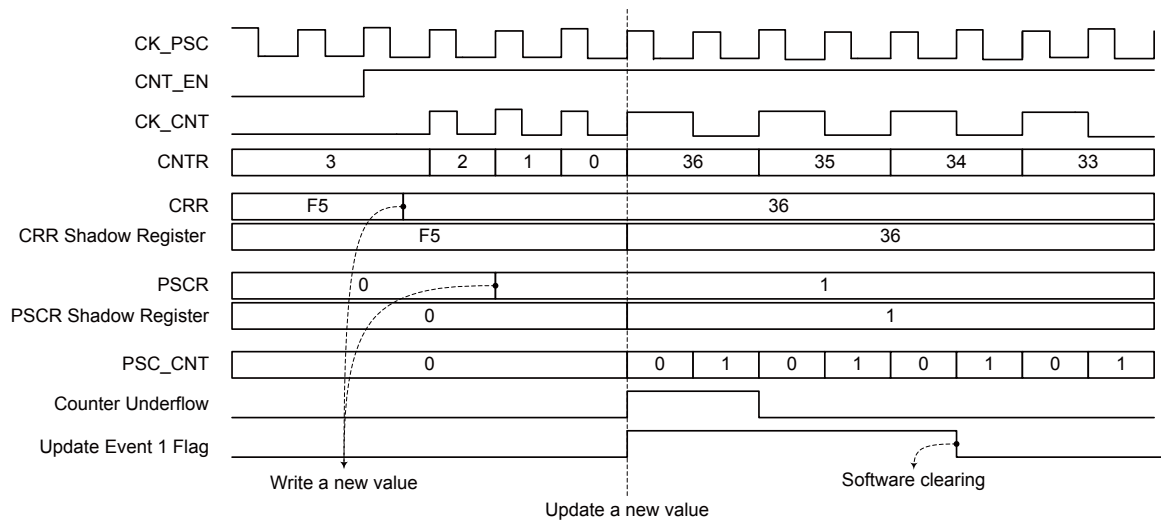 CK_PSC
CNT_EN
CK_CNT
CNTR 3 2 1 0 36 35 34 33
CRR F5 36
CRR Shadow Register F5 36
PSCR 0 1
PSCR Shadow Register 0 1
PSC_CNT 0 0 1 0 1 0 1 0 1
Counter Underflow
Update Event 1 Flag
Write a new value Software clearing
Update a new value